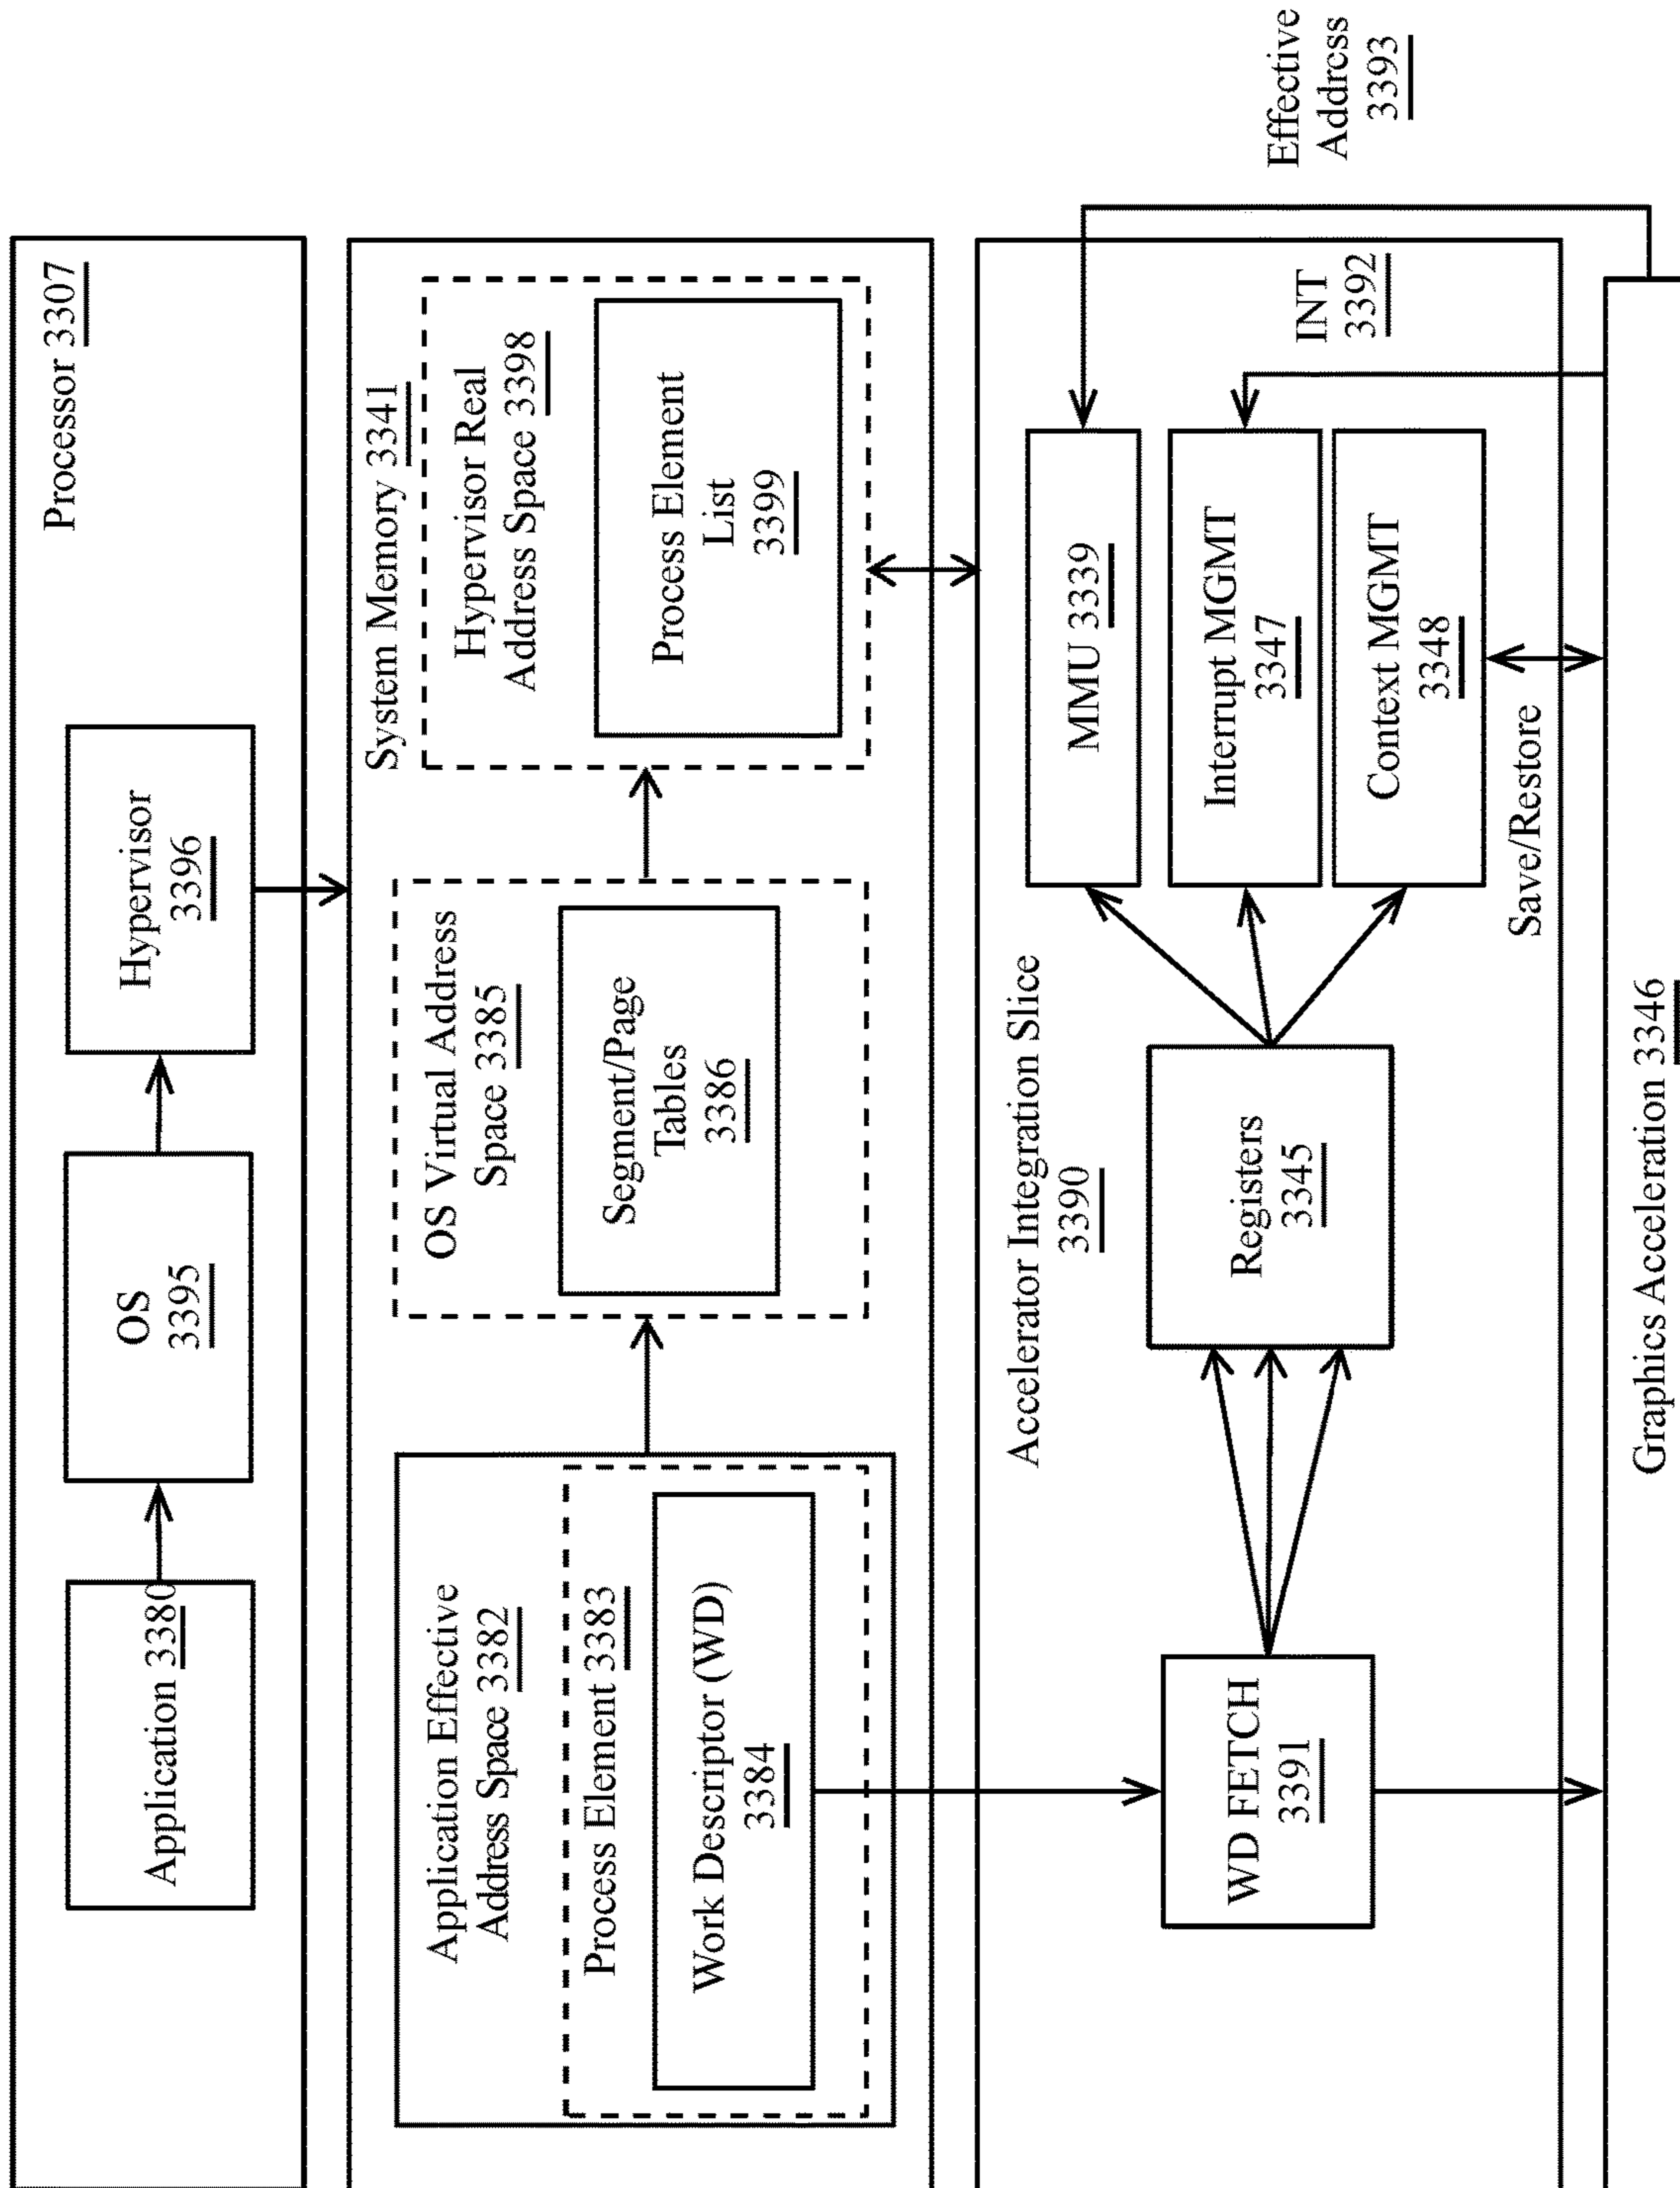 Processor 3307
Application 3380
OS
3395
Hypervisor
3396
System Memory 3341
Application Effective
Address Space 3382
Process Element 3383
Work Descriptor (WD)
3384
OS Virtual Address
Space 3385
Segment/Page
Tables
3386
Hypervisor Real
Address Space 3398
Process Element
List
3399
Accelerator Integration Slice
3390
WD FETCH
3391
Registers
3345
MMU 3339
Interrupt MGMT
3347
Context MGMT
3348
INT
3392
Effective
Address
3393
Save/Restore
Graphics Acceleration 3346